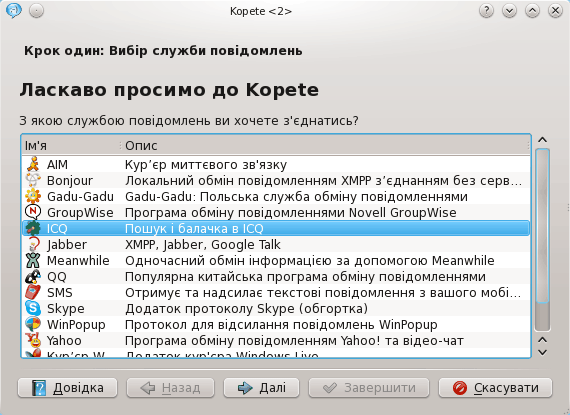 Kopete <2>
Крок один: Вибір служби повідомлень
Ласкаво просимо до Kopete
З якою службою повідомлень ви хочете з'єднатись?
Ім'я Опис
AIM Кур’єр миттєвого зв'язку
Bonjour Локальний обмін повідомленням XMPP з’єднанням без серв...
Gadu-Gadu Gadu-Gadu: Польська служба обміну повідомленнями
GroupWise Програма обміну повідомленнями Novell GroupWise
ICQ Пошук і балачка в ICQ
Jabber XMPP, Jabber, Google Talk
Meanwhile Одночасний обмін інформацією за допомогою Meanwhile
QQ Популярна китайська програма обміну повідомленнями
SMS Отримує та надсилає текстові повідомлення з вашого мобі...
Skype Додаток протоколу Skype (обгортка)
WinPopup Протокол для відсилання повідомлень WinPopup
Yahoo Програма обміну повідомленнями Yahoo! та відео-чат
Кур’єр W... Додаток кур'єра Windows Live
Довідка Назад Далі Завершити Скасувати